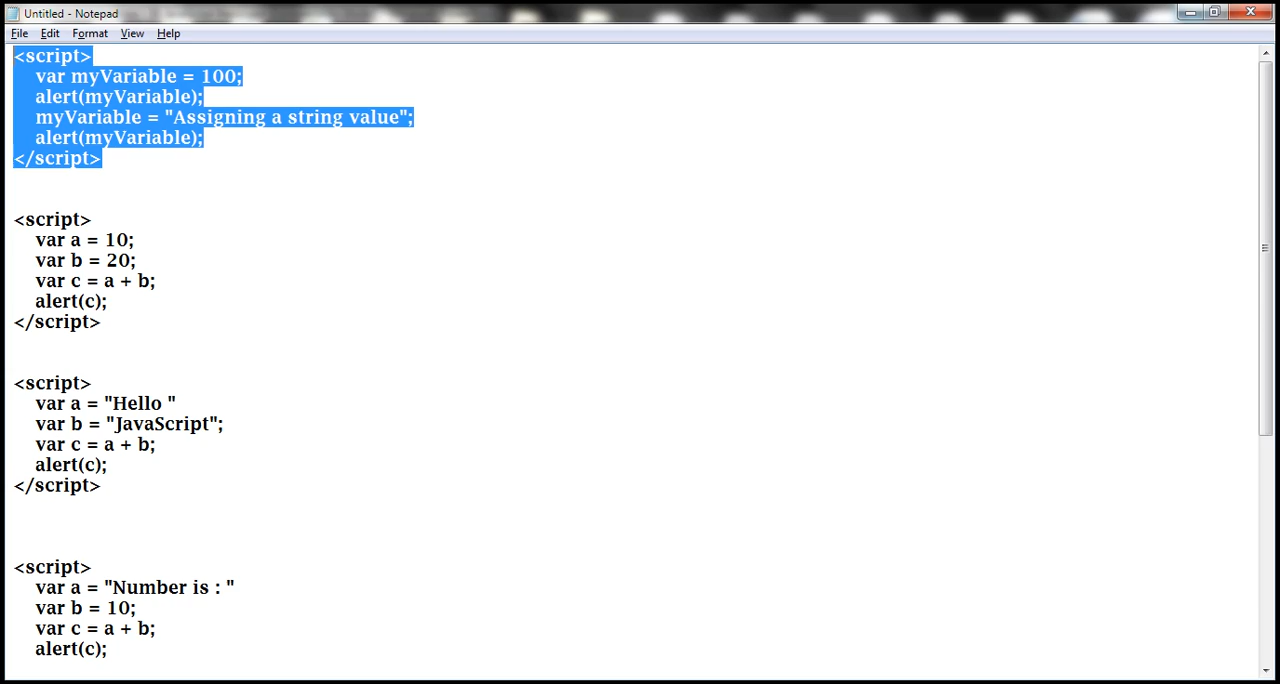 Untitled - Notepad
File Edit Format View Help
<script>
var myVariable = 100;
alert(myVariable);
myVariable = "Assigning a string value";
alert(myVariable);
</script>
<script>
var a = 10;
var b = 20;
var c = a + b;
alert(c);
</script>
<script>
var a = "Hello "
var b = "JavaScript";
var c = a + b;
alert(c);
</script>
<script>
var a = "Number is : "
var b = 10;
var c = a + b;
alert(c);